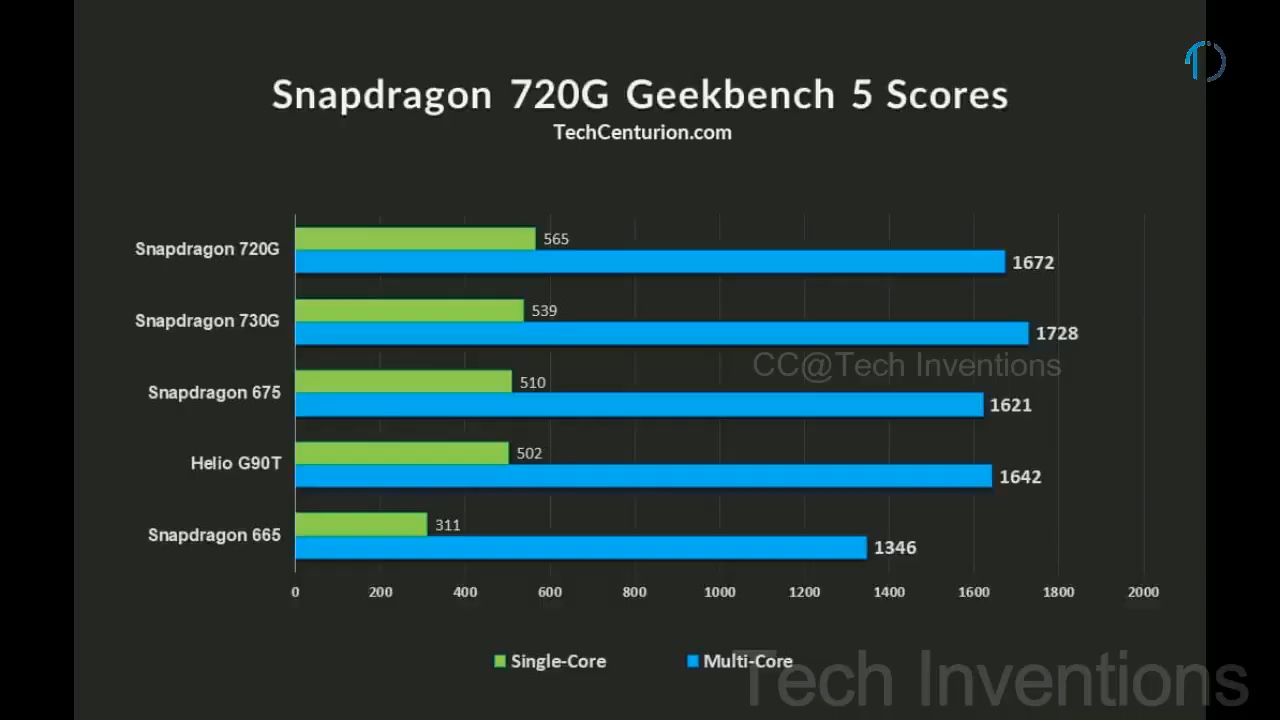 Snapdragon 720G Geekbench 5 Scores
TechCenturion.com
Snapdragon 720G
565
1672
Snapdragon 730G
539
1728
CC@Tech Inventions
Snapdragon 675
510
1621
Helio G90T
502
1642
Snapdragon 665
311
1346
0 200 400 600 800 1000 1200 1400 1600 1800 2000
Single-Core Multi-Core
Tech Inventions